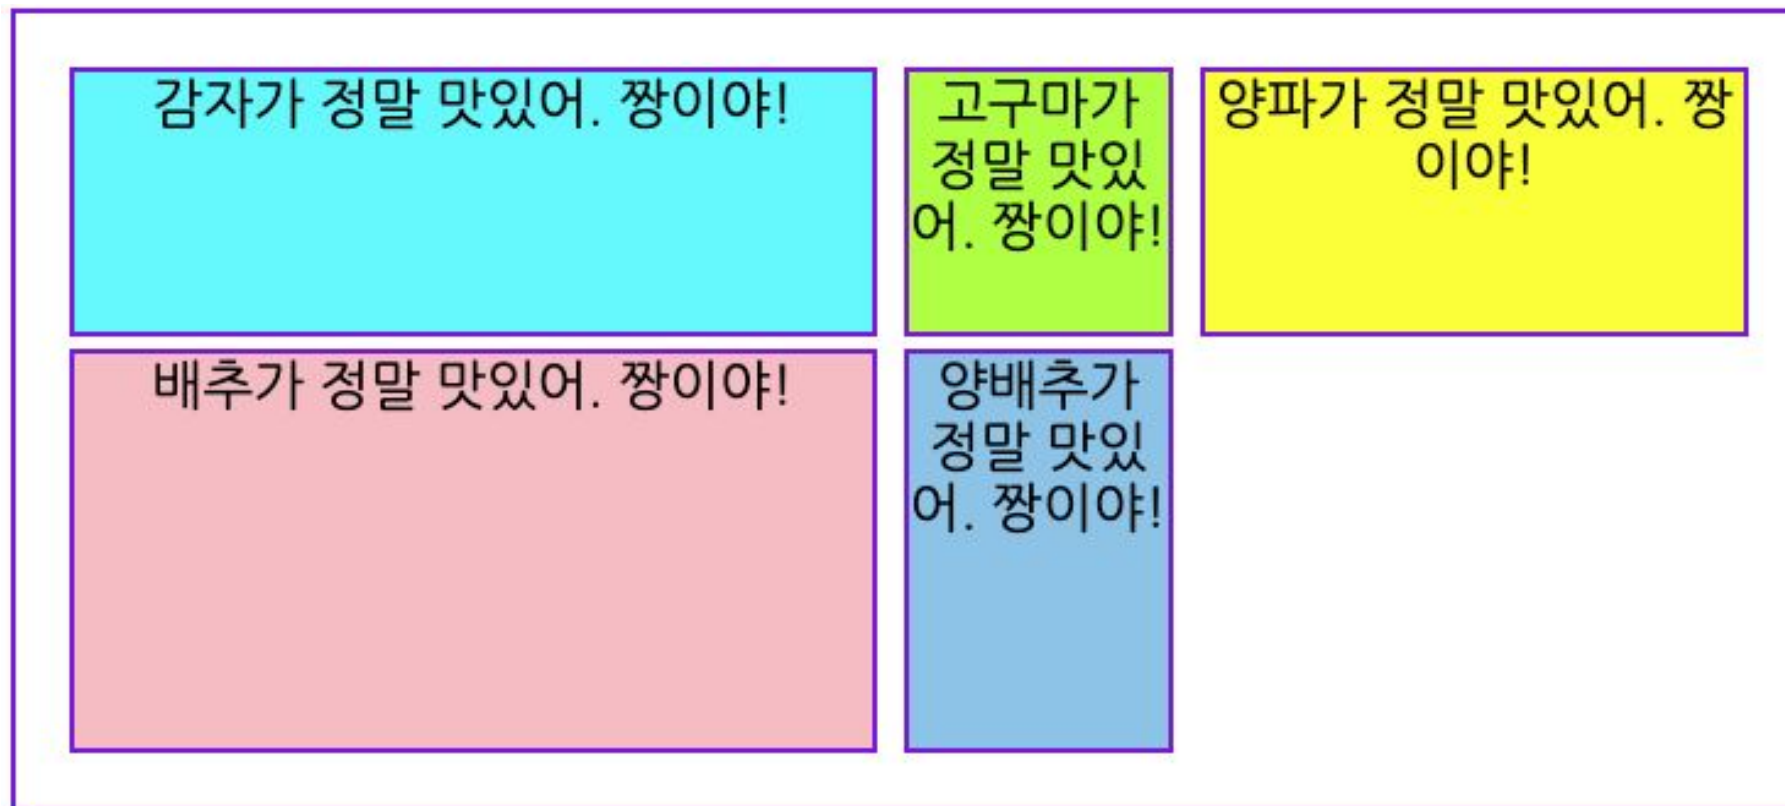 감자가 정말 맛있어. 짱이야!
고구마가
정말 맛있
어. 짱이야!
양파가 정말 맛있어. 짱
이야!
배추가 정말 맛있어. 짱이야!
양배추가
정말 맛있
어. 짱이야!